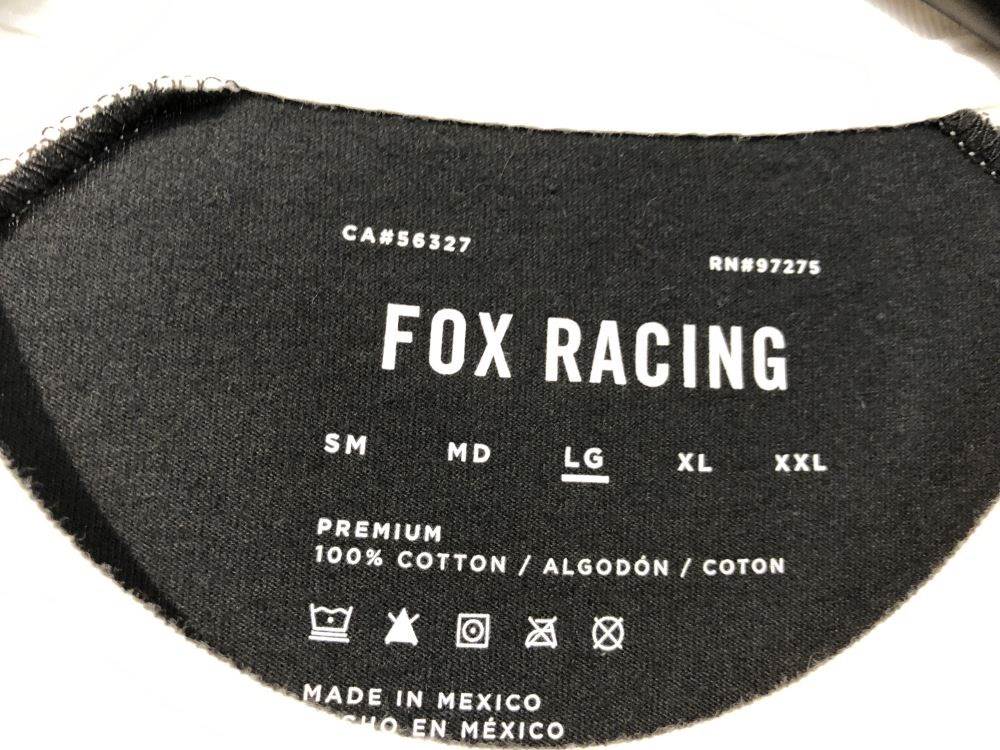 CA#56327
RN#97275
FOX RACING
SM MD LG XL XXL
PREMIUM
100% COTTON / ALGODÓN / COTON
MADE IN MEXICO
EN MÉXICO